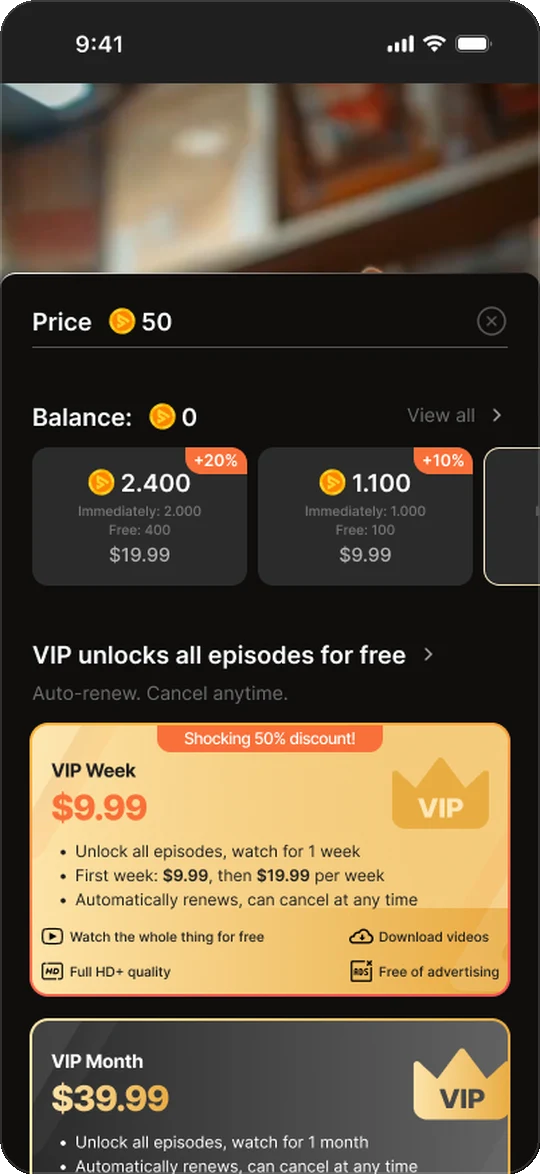 9:41
Price 50
Balance: 0
View all
+20%
2.400
Immediately: 2.000
Free: 400
$19.99
+10%
1.100
Immediately: 1.000
Free: 100
$9.99
VIP unlocks all episodes for free
Auto-renew. Cancel anytime.
Shocking 50% discount!
VIP Week
$9.99
VIP
• Unlock all episodes, watch for 1 week
• First week: $9.99, then $19.99 per week
• Automatically renews, can cancel at any time
Watch the whole thing for free
Download videos
HD Full HD+ quality
ADS Free of advertising
VIP Month
$39.99
VIP
• Unlock all episodes, watch for 1 month
• Automatically renews, can cancel at any time